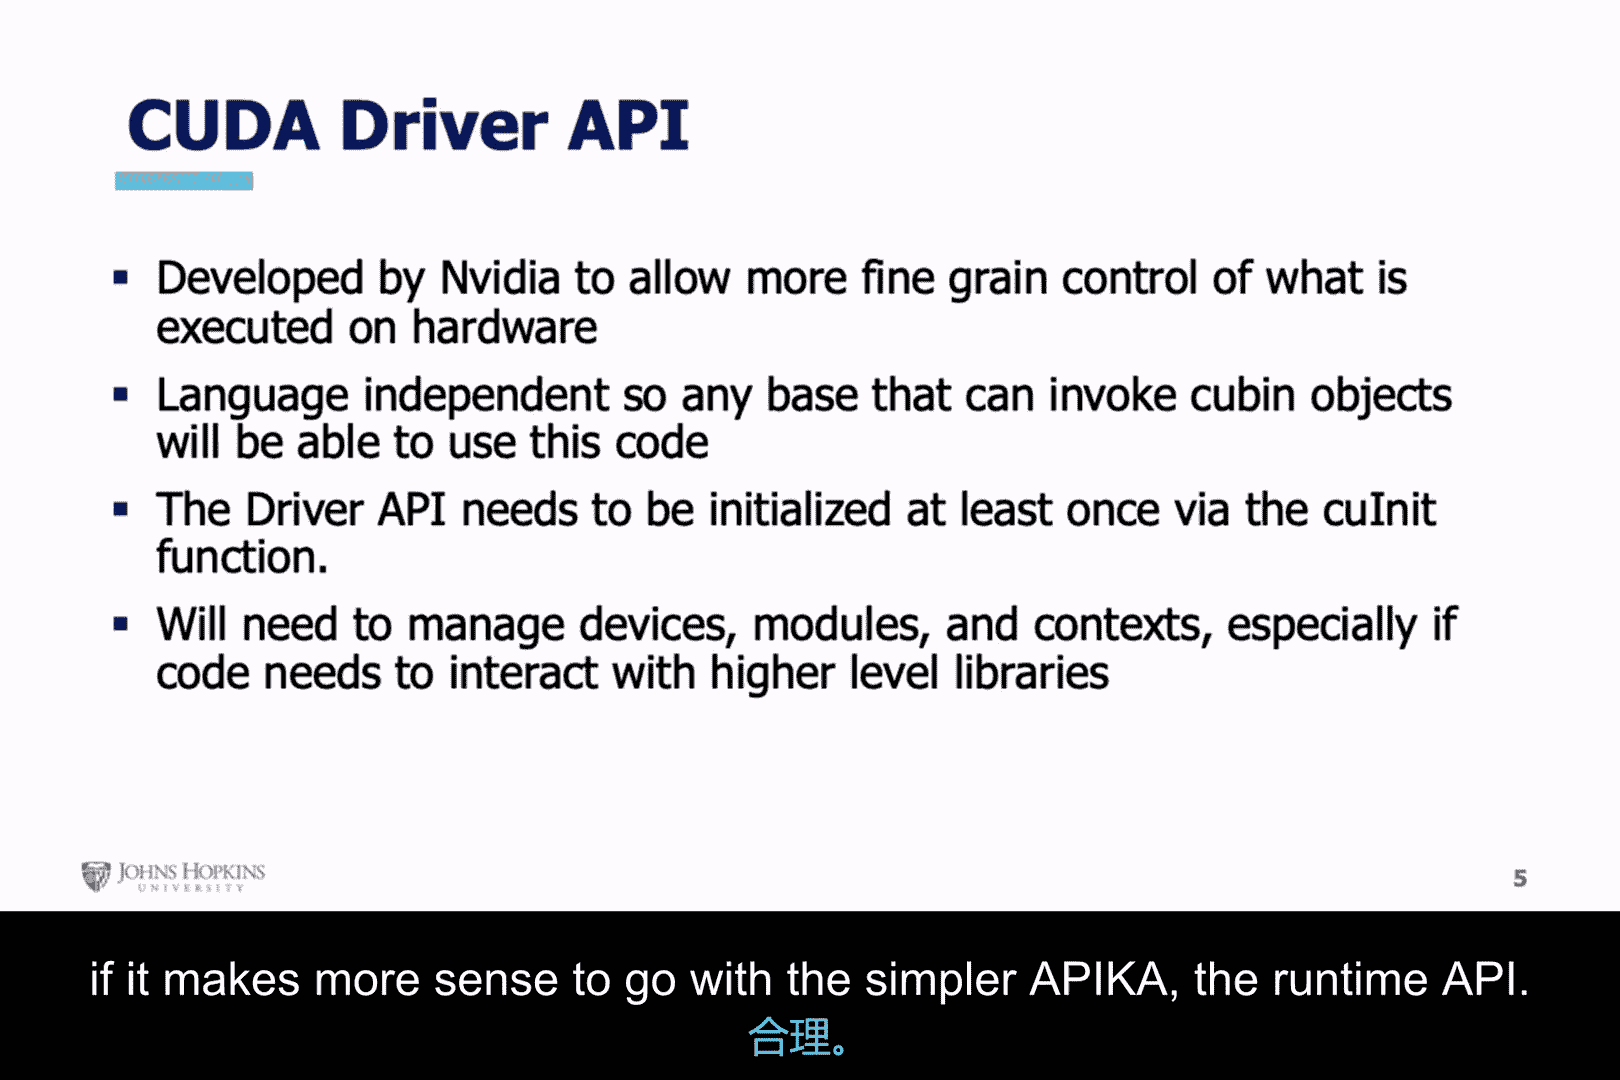 CUDA Driver API
▪ Developed by Nvidia to allow more fine grain control of what is
executed on hardware
▪ Language independent so any base that can invoke cubin objects
will be able to use this code
▪ The Driver API needs to be initialized at least once via the cuInit
function.
▪ Will need to manage devices, modules, and contexts, especially if
code needs to interact with higher level libraries
JOHNS HOPKINS
UNIVERSITY
5
if it makes more sense to go with the simpler APIKA, the runtime API.
合理。